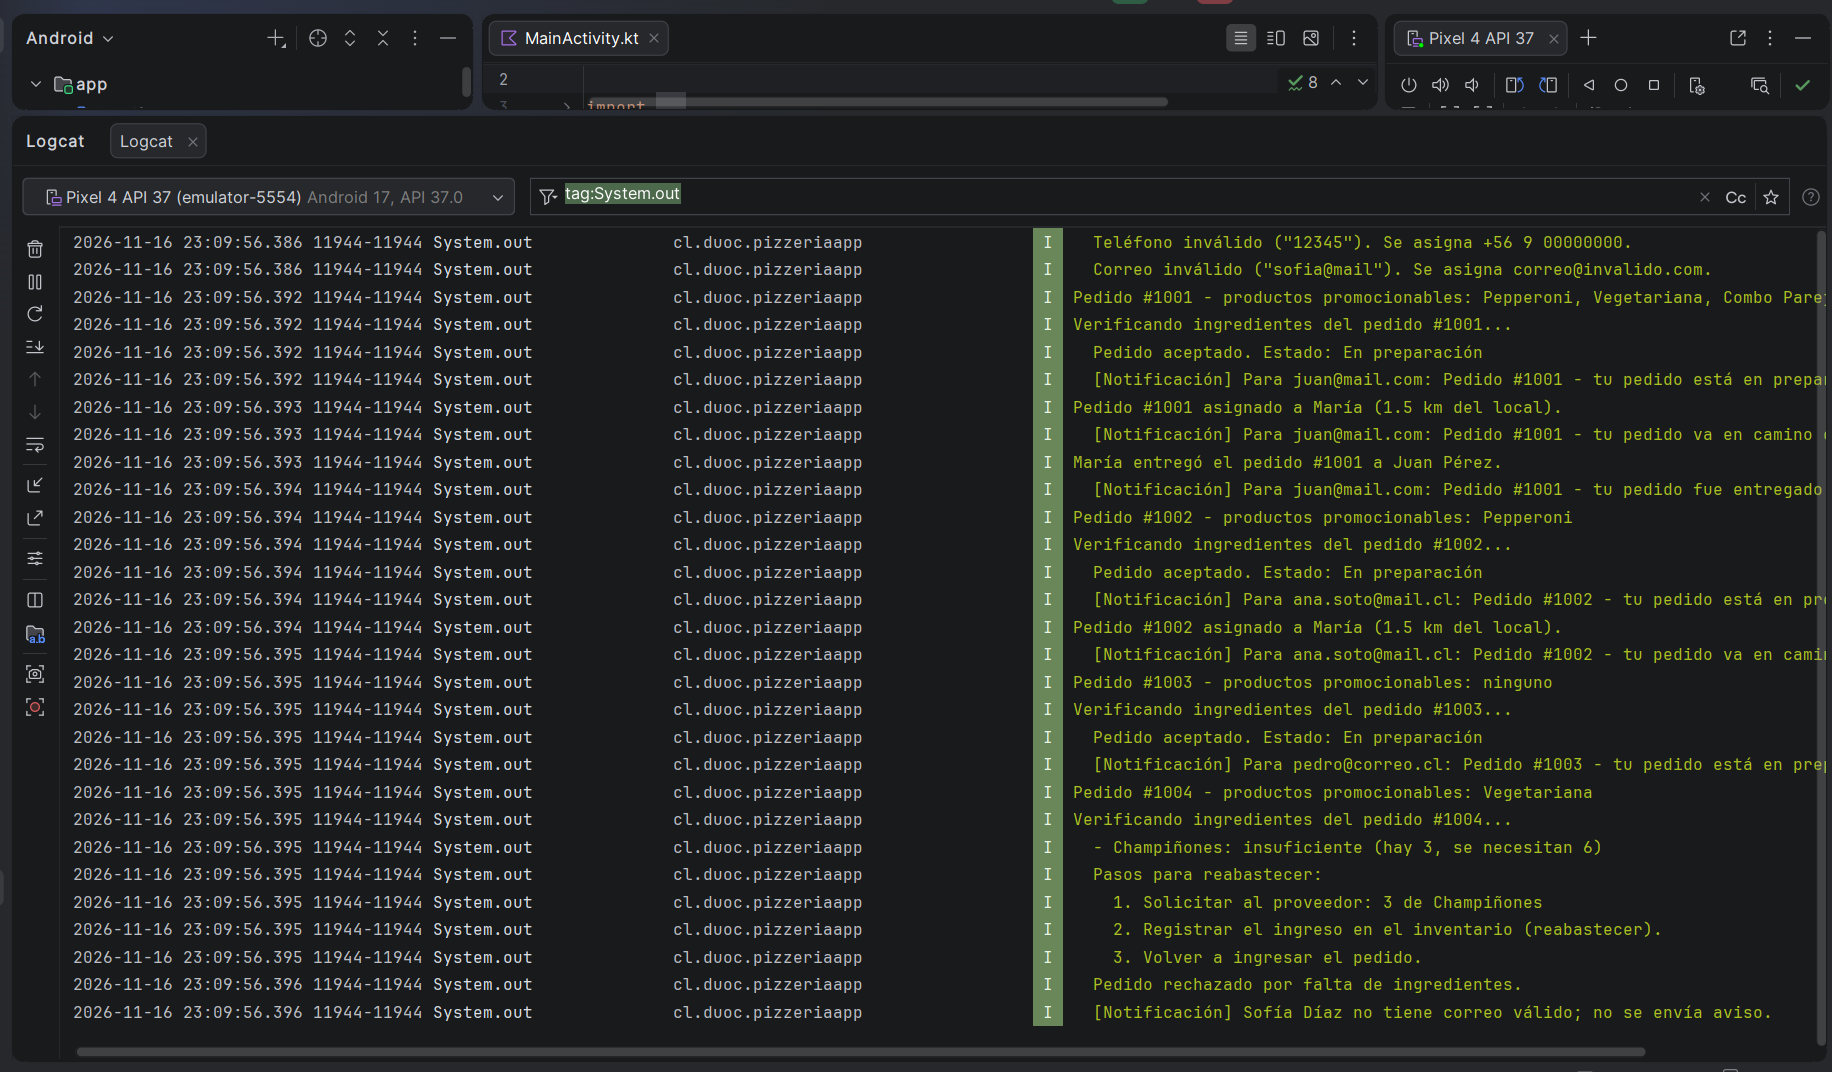 Android
MainActivity.kt
Pixel 4 API 37
app
2
8
3
import
Logcat
Logcat
Pixel 4 API 37 (emulator-5554) Android 17, API 37.0
tag:System.out
Cc
2026-11-16 23:09:56.386 11944-11944 System.out cl.duoc.pizzeriaapp I Teléfono inválido ("12345"). Se asigna +56 9 00000000.
2026-11-16 23:09:56.386 11944-11944 System.out cl.duoc.pizzeriaapp I Correo inválido ("sofia@mail"). Se asigna correo@invalido.com.
2026-11-16 23:09:56.392 11944-11944 System.out cl.duoc.pizzeriaapp I Pedido #1001 - productos promocionables: Pepperoni, Vegetariana, Combo Parej
2026-11-16 23:09:56.392 11944-11944 System.out cl.duoc.pizzeriaapp I Verificando ingredientes del pedido #1001...
2026-11-16 23:09:56.392 11944-11944 System.out cl.duoc.pizzeriaapp I Pedido aceptado. Estado: En preparación
2026-11-16 23:09:56.392 11944-11944 System.out cl.duoc.pizzeriaapp I [Notificación] Para juan@mail.com: Pedido #1001 - tu pedido está en prepar
2026-11-16 23:09:56.393 11944-11944 System.out cl.duoc.pizzeriaapp I Pedido #1001 asignado a María (1.5 km del local).
2026-11-16 23:09:56.393 11944-11944 System.out cl.duoc.pizzeriaapp I [Notificación] Para juan@mail.com: Pedido #1001 - tu pedido va en camino
2026-11-16 23:09:56.393 11944-11944 System.out cl.duoc.pizzeriaapp I María entregó el pedido #1001 a Juan Pérez.
2026-11-16 23:09:56.394 11944-11944 System.out cl.duoc.pizzeriaapp I [Notificación] Para juan@mail.com: Pedido #1001 - tu pedido fue entregado
2026-11-16 23:09:56.394 11944-11944 System.out cl.duoc.pizzeriaapp I Pedido #1002 - productos promocionables: Pepperoni
2026-11-16 23:09:56.394 11944-11944 System.out cl.duoc.pizzeriaapp I Verificando ingredientes del pedido #1002...
2026-11-16 23:09:56.394 11944-11944 System.out cl.duoc.pizzeriaapp I Pedido aceptado. Estado: En preparación
2026-11-16 23:09:56.394 11944-11944 System.out cl.duoc.pizzeriaapp I [Notificación] Para ana.soto@mail.cl: Pedido #1002 - tu pedido está en pre
2026-11-16 23:09:56.394 11944-11944 System.out cl.duoc.pizzeriaapp I Pedido #1002 asignado a María (1.5 km del local).
2026-11-16 23:09:56.395 11944-11944 System.out cl.duoc.pizzeriaapp I [Notificación] Para ana.soto@mail.cl: Pedido #1002 - tu pedido va en camin
2026-11-16 23:09:56.395 11944-11944 System.out cl.duoc.pizzeriaapp I Pedido #1003 - productos promocionables: ninguno
2026-11-16 23:09:56.395 11944-11944 System.out cl.duoc.pizzeriaapp I Verificando ingredientes del pedido #1003...
2026-11-16 23:09:56.395 11944-11944 System.out cl.duoc.pizzeriaapp I Pedido aceptado. Estado: En preparación
2026-11-16 23:09:56.395 11944-11944 System.out cl.duoc.pizzeriaapp I [Notificación] Para pedro@correo.cl: Pedido #1003 - tu pedido está en prep
2026-11-16 23:09:56.395 11944-11944 System.out cl.duoc.pizzeriaapp I Pedido #1004 - productos promocionables: Vegetariana
2026-11-16 23:09:56.395 11944-11944 System.out cl.duoc.pizzeriaapp I Verificando ingredientes del pedido #1004...
2026-11-16 23:09:56.395 11944-11944 System.out cl.duoc.pizzeriaapp I - Champiñones: insuficiente (hay 3, se necesitan 6)
2026-11-16 23:09:56.395 11944-11944 System.out cl.duoc.pizzeriaapp I Pasos para reabastecer:
2026-11-16 23:09:56.395 11944-11944 System.out cl.duoc.pizzeriaapp I 1. Solicitar al proveedor: 3 de Champiñones
2026-11-16 23:09:56.395 11944-11944 System.out cl.duoc.pizzeriaapp I 2. Registrar el ingreso en el inventario (reabastecer).
2026-11-16 23:09:56.395 11944-11944 System.out cl.duoc.pizzeriaapp I 3. Volver a ingresar el pedido.
2026-11-16 23:09:56.396 11944-11944 System.out cl.duoc.pizzeriaapp I Pedido rechazado por falta de ingredientes.
2026-11-16 23:09:56.396 11944-11944 System.out cl.duoc.pizzeriaapp I [Notificación] Sofía Díaz no tiene correo válido; no se envía aviso.